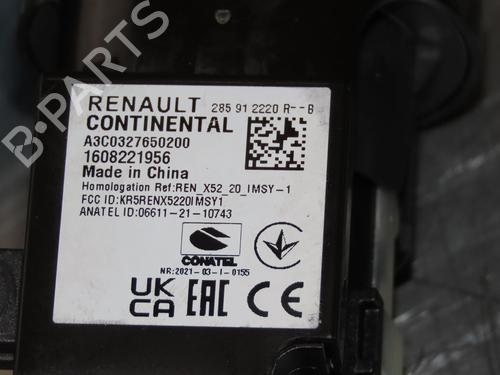 RENAULT 285 91 2220 R--B
CONTINENTAL
A3C0327650200
1608221956
Made in China
Homologation Ref:REN_X52_20_IMSY-1
FCC ID:KR5RENX5220IMSY1
ANATEL ID:06611-21-10743
CONATEL
NR:2021-03-I-0155
UK
CA
EAC
CE
B-PARTS